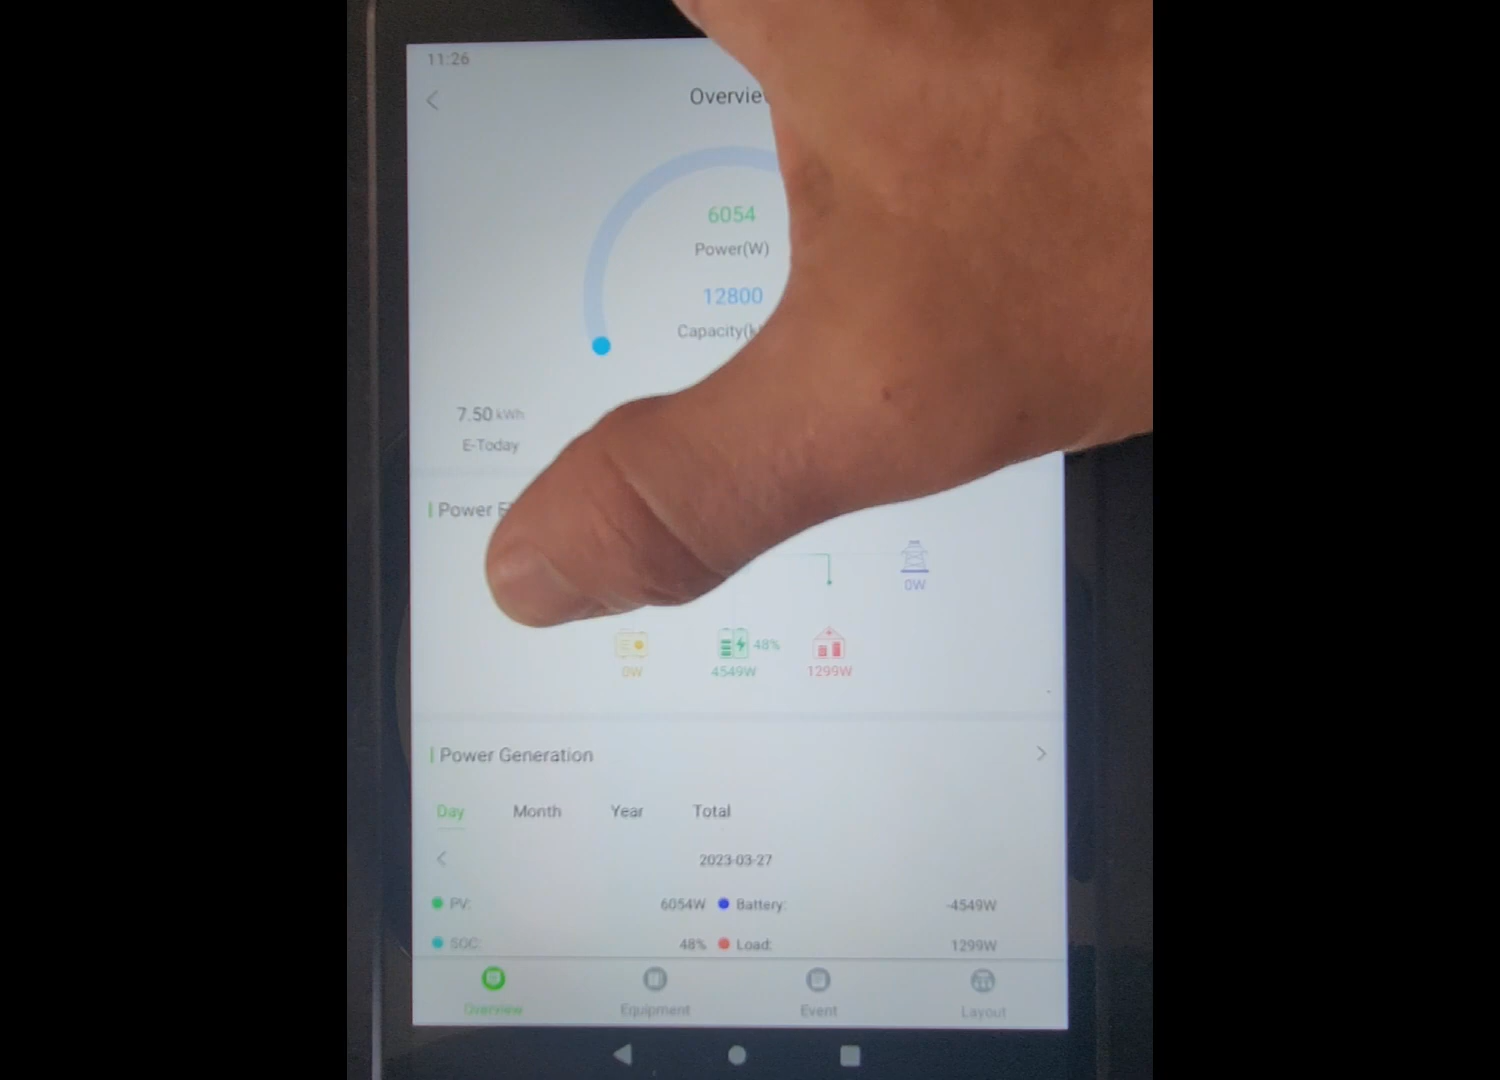 11:26
Overvie
6054
Power(W)
12800
Capacity(k
7.50 kWh
E-Today
Power
0W
48%
0W
4549W
1299W
Power Generation
Day Month Year Total
2023-03-27
PV: 6054W Battery: -4549W
SOC: 48% Load: 1299W
Overview Equipment Event Layout